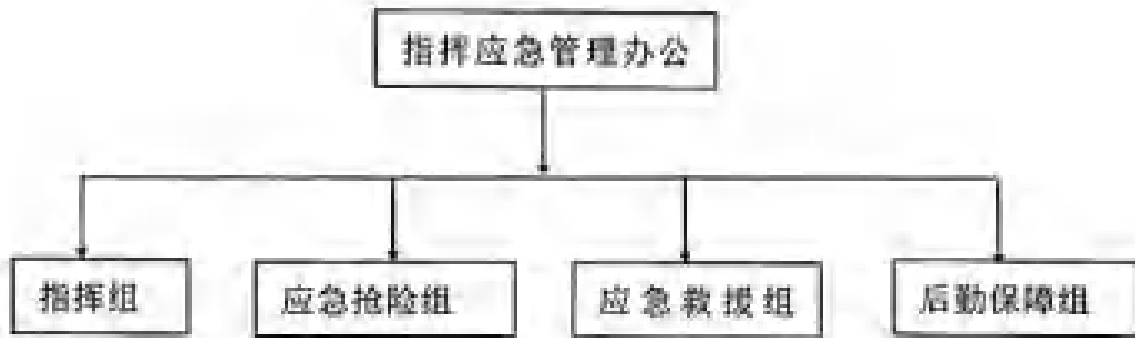 指挥应急管理办公
指挥组
应急抢险组
应急救援组
后勤保障组